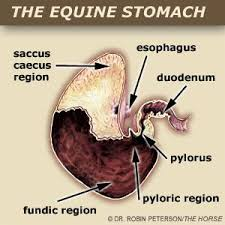 THE EQUINE STOMACH
saccus
caecus
region
esophagus
duodenum
pylorus
pyloric region
fundic region
© DR. ROBIN PETERSON/THE HORSE